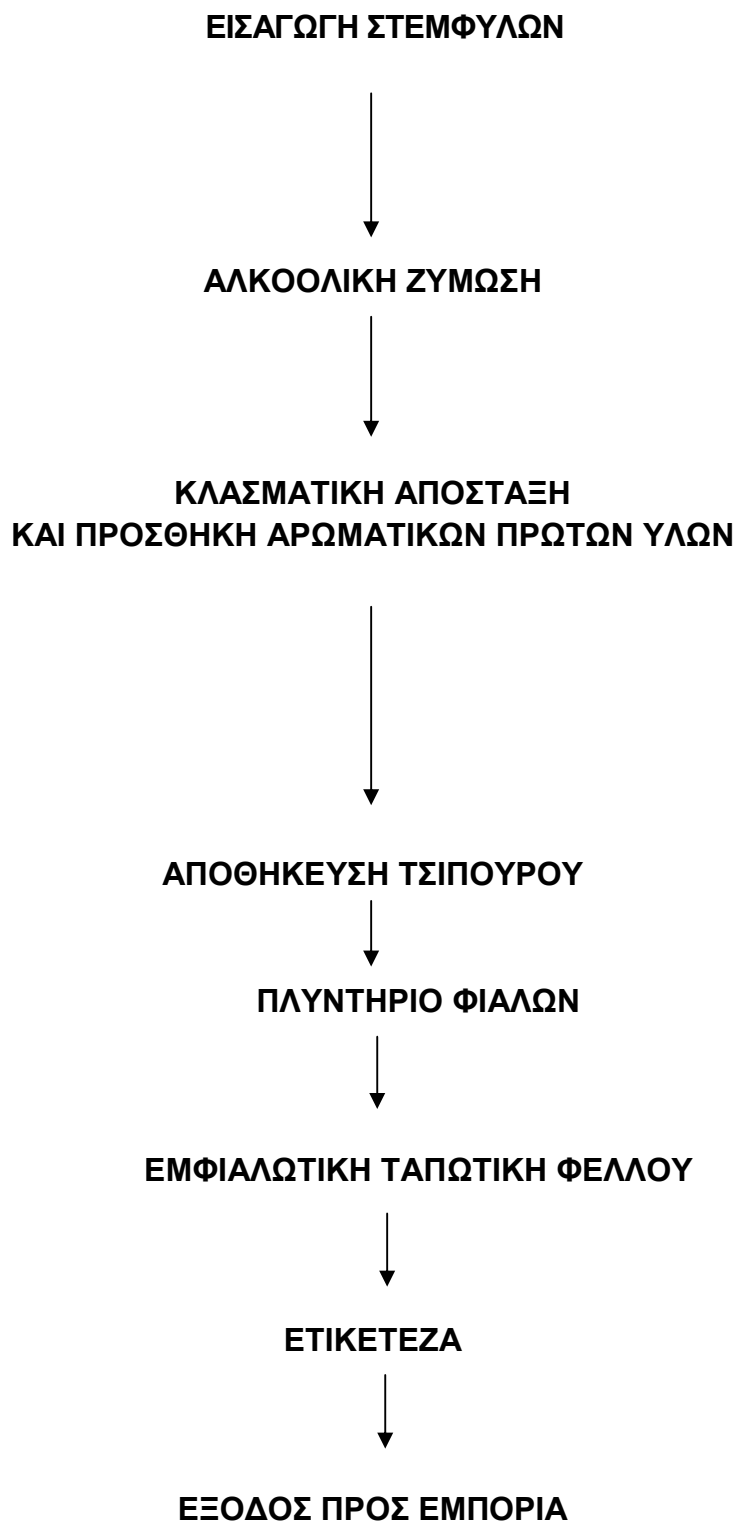 ΕΙΣΑΓΩΓΗ ΣΤΕΜΦΥΛΩΝ
ΑΛΚΟΟΛΙΚΗ ΖΥΜΩΣΗ
ΚΛΑΣΜΑΤΙΚΗ ΑΠΟΣΤΑΞΗ
ΚΑΙ ΠΡΟΣΘΗΚΗ ΑΡΩΜΑΤΙΚΩΝ ΠΡΩΤΩΝ ΥΛΩΝ
ΑΠΟΘΗΚΕΥΣΗ ΤΣΙΠΟΥΡΟΥ
ΠΛΥΝΤΗΡΙΟ ΦΙΑΛΩΝ
ΕΜΦΙΑΛΩΤΙΚΗ ΤΑΠΩΤΙΚΗ ΦΕΛΛΟΥ
ΕΤΙΚΕΤΕΖΑ
ΕΞΟΔΟΣ ΠΡΟΣ ΕΜΠΟΡΙΑ